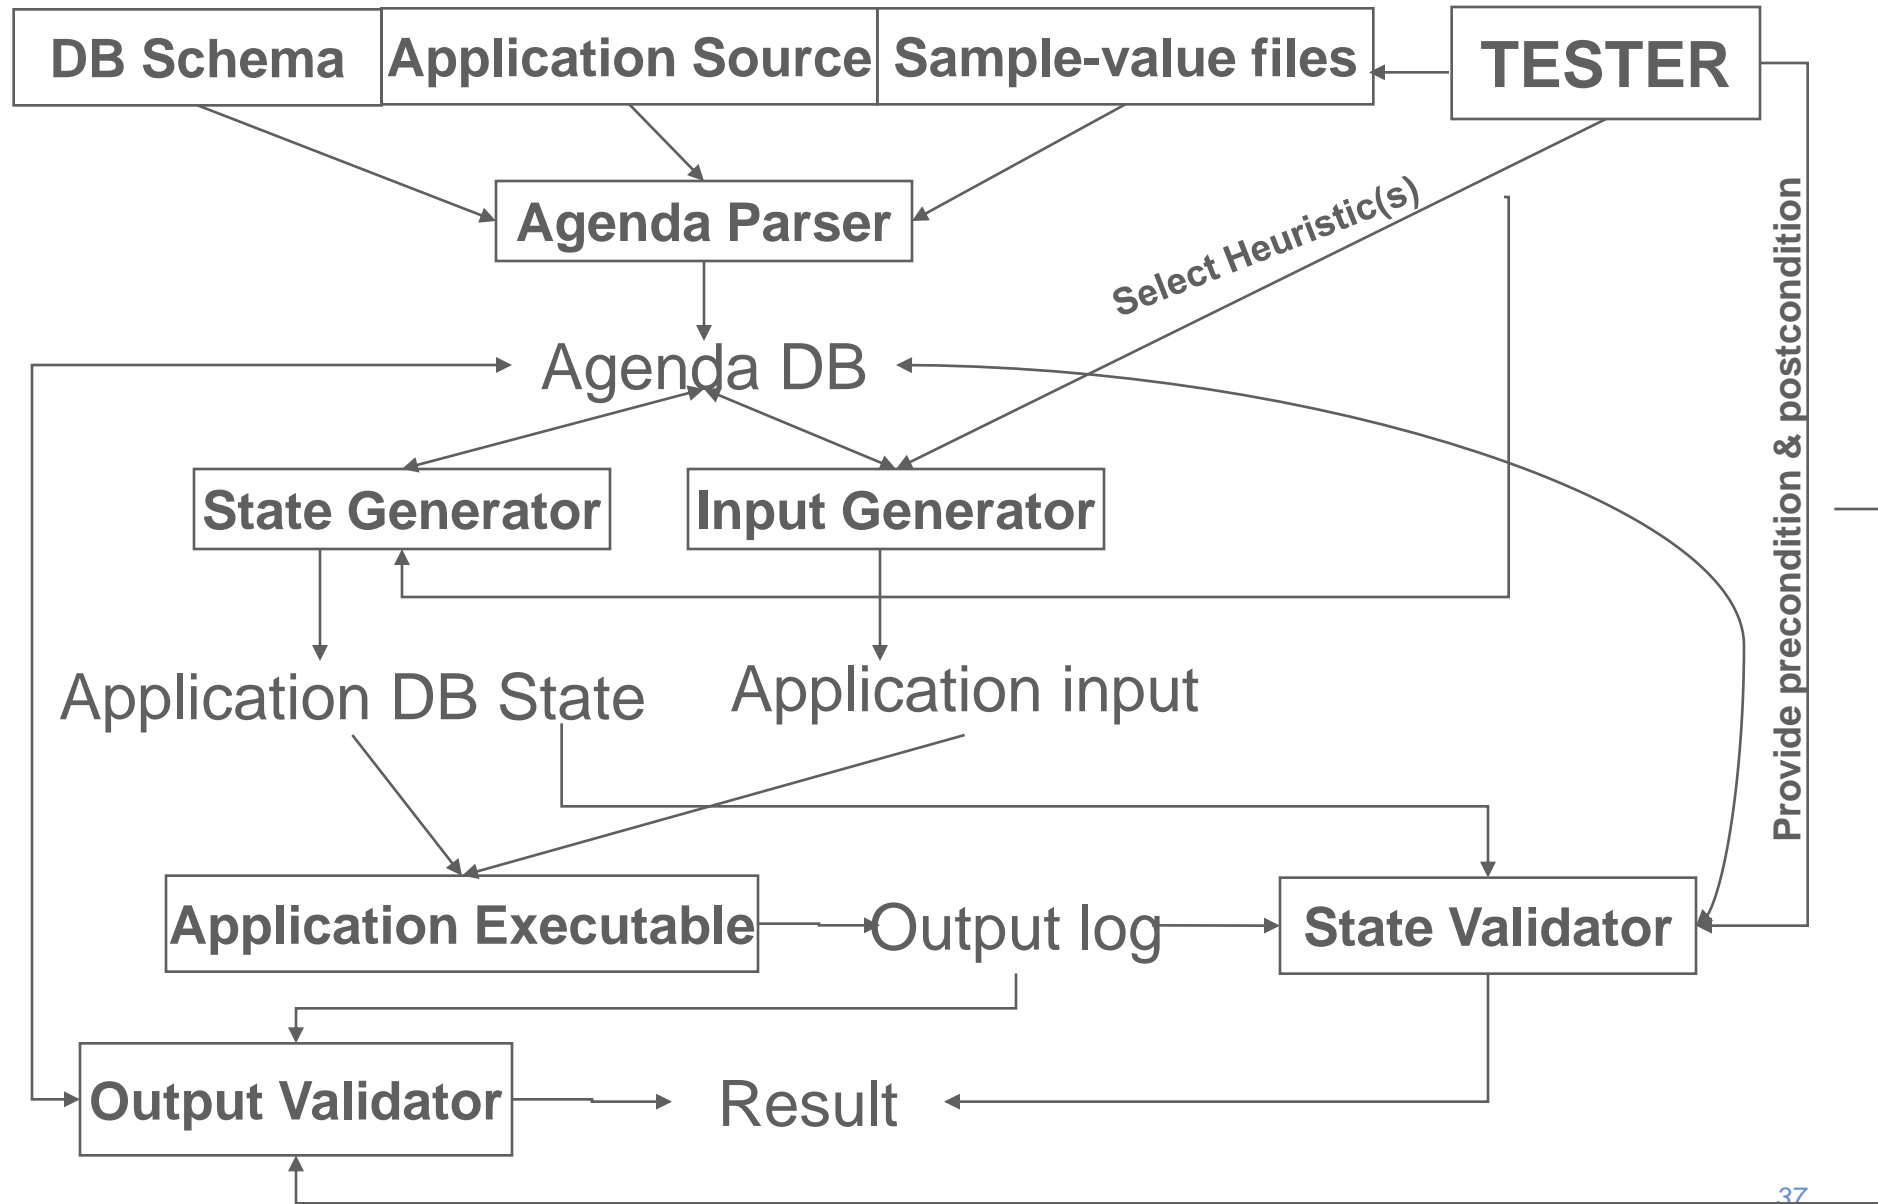 DB Schema
Application Source
Sample-value files
TESTER
Agenda Parser
Select Heuristic(s)
Provide precondition & postcondition
Agenda DB
State Generator
Input Generator
Application DB State
Application input
Application Executable
Output log
State Validator
Output Validator
Result
37